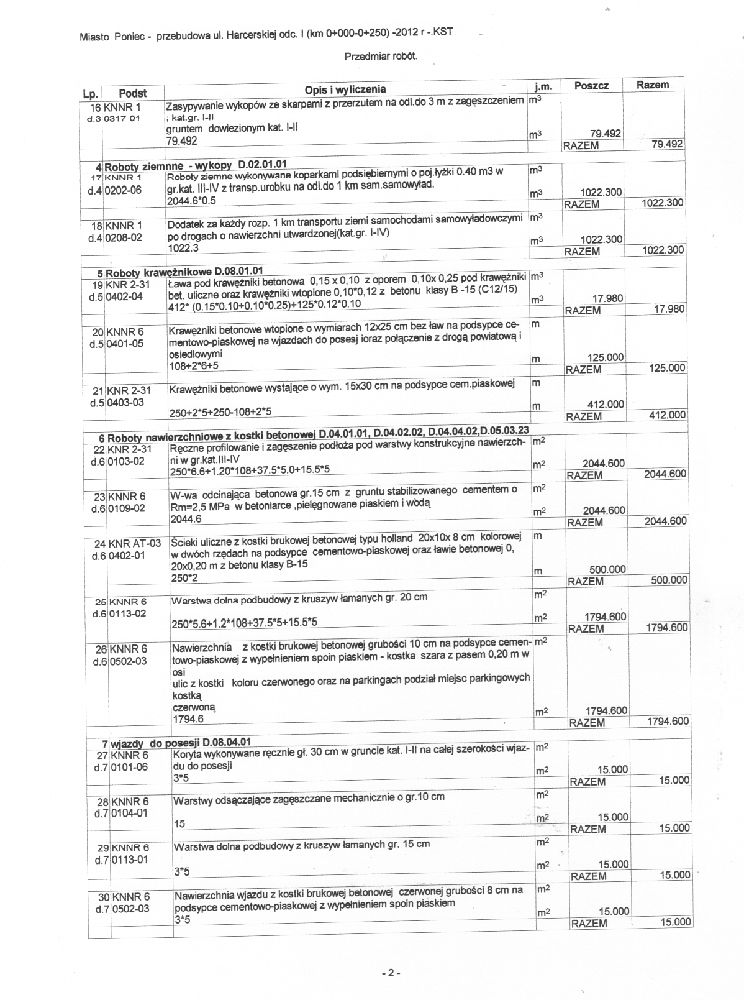 Miasto Poniec - przebudowa ul. Harcerskiej odc. I (km 0+000-0+250) -2012 r -.KST
Przedmiar robót.
Lp. Podst Opis i wyliczenia j.m. Poszcz Razem
16 KNNR 1 Zasypywanie wykopów ze skarpami z przerzutem na odl.do 3 m z zagęszczeniem m3
d.3 0317-01 ; kat.gr. I-II
gruntem dowiezionym kat. I-II
79.492 m3 79.492
RAZEM 79.492
4 Roboty ziemnne - wykopy D.02.01.01
17 KNNR 1 Roboty ziemne wykonywane koparkami podsiębiernymi o poj.łyżki 0.40 m3 w m3
d.4 0202-06 gr.kat. III-IV z transp.urobku na odl.do 1 km sam.samowyład.
2044.6*0.5 m3 1022.300
RAZEM 1022.300
18 KNNR 1 Dodatek za każdy rozp. 1 km transportu ziemi samochodami samowyładowczymi m3
d.4 0208-02 po drogach o nawierzchni utwardzonej(kat.gr. I-IV)
1022.3 m3 1022.300
RAZEM 1022.300
5 Roboty krawężnikowe D.08.01.01
19 KNR 2-31 Ława pod krawężniki betonowa 0,15 x 0,10 z oporem 0,10x 0,25 pod krawężniki m3
d.5 0402-04 bet. uliczne oraz krawężniki wtopione 0,10*0,12 z betonu klasy B -15 (C12/15)
412* (0.15*0.10+0.10*0.25)+125*0.12*0.10 m3 17.980
RAZEM 17.980
20 KNNR 6 Krawężniki betonowe wtopione o wymiarach 12x25 cm bez ław na podsypce ce- m
d.5 0401-05 mentowo-piaskowej na wjazdach do posesj ioraz połączenie z drogą powiatową i
osiedlowymi
108+2*6+5 m 125.000
RAZEM 125.000
21 KNR 2-31 Krawężniki betonowe wystające o wym. 15x30 cm na podsypce cem.piaskowej m
d.5 0403-03
250+2*5+250-108+2*5 m 412.000
RAZEM 412.000
6 Roboty nawierzchniowe z kostki betonowej D.04.01.01, D.04.02.02, D.04.04.02,D.05.03.23
22 KNR 2-31 Ręczne profilowanie i zagęszenie podłoża pod warstwy konstrukcyjne nawierzch- m2
d.6 0103-02 ni w gr.kat.III-IV
250*6.6+1.20*108+37.5*5.0+15.5*5 m2 2044.600
RAZEM 2044.600
23 KNNR 6 W-wa odcinająca betonowa gr.15 cm z gruntu stabilizowanego cementem o m2
d.6 0109-02 Rm=2,5 MPa w betoniarce ,pielęgnowane piaskiem i wodą
2044.6 m2 2044.600
RAZEM 2044.600
24 KNR AT-03 Ścieki uliczne z kostki brukowej betonowej typu holland 20x10x 8 cm kolorowej m
d.6 0402-01 w dwóch rzędach na podsypce cementowo-piaskowej oraz ławie betonowej 0,
20x0,20 m z betonu klasy B-15
250*2 m 500.000
RAZEM 500.000
25 KNNR 6 Warstwa dolna podbudowy z kruszyw łamanych gr. 20 cm m2
d.6 0113-02
250*5.6+1.2*108+37.5*5+15.5*5 m2 1794.600
RAZEM 1794.600
26 KNNR 6 Nawierzchnia z kostki brukowej betonowej grubości 10 cm na podsypce cemen- m2
d.6 0502-03 towo-piaskowej z wypełnieniem spoin piaskiem - kostka szara z pasem 0,20 m w
osi
ulic z kostki koloru czerwonego oraz na parkingach podział miejsc parkingowych
kostką
czerwoną
1794.6 m2 1794.600
RAZEM 1794.600
7 wjazdy do posesji D.08.04.01
27 KNNR 6 Koryta wykonywane ręcznie gł. 30 cm w gruncie kat. I-II na całej szerokości wjaz- m2
d.7 0101-06 du do posesji
3*5 m2 15.000
RAZEM 15.000
28 KNNR 6 Warstwy odsączające zagęszczane mechanicznie o gr.10 cm m2
d.7 0104-01
15 m2 15.000
RAZEM 15.000
29 KNNR 6 Warstwa dolna podbudowy z kruszyw łamanych gr. 15 cm m2
d.7 0113-01
3*5 m2 15.000
RAZEM 15.000
30 KNNR 6 Nawierzchnia wjazdu z kostki brukowej betonowej czerwonej grubości 8 cm na m2
d.7 0502-03 podsypce cementowo-piaskowej z wypełnieniem spoin piaskiem
3*5 m2 15.000
RAZEM 15.000
- 2 -